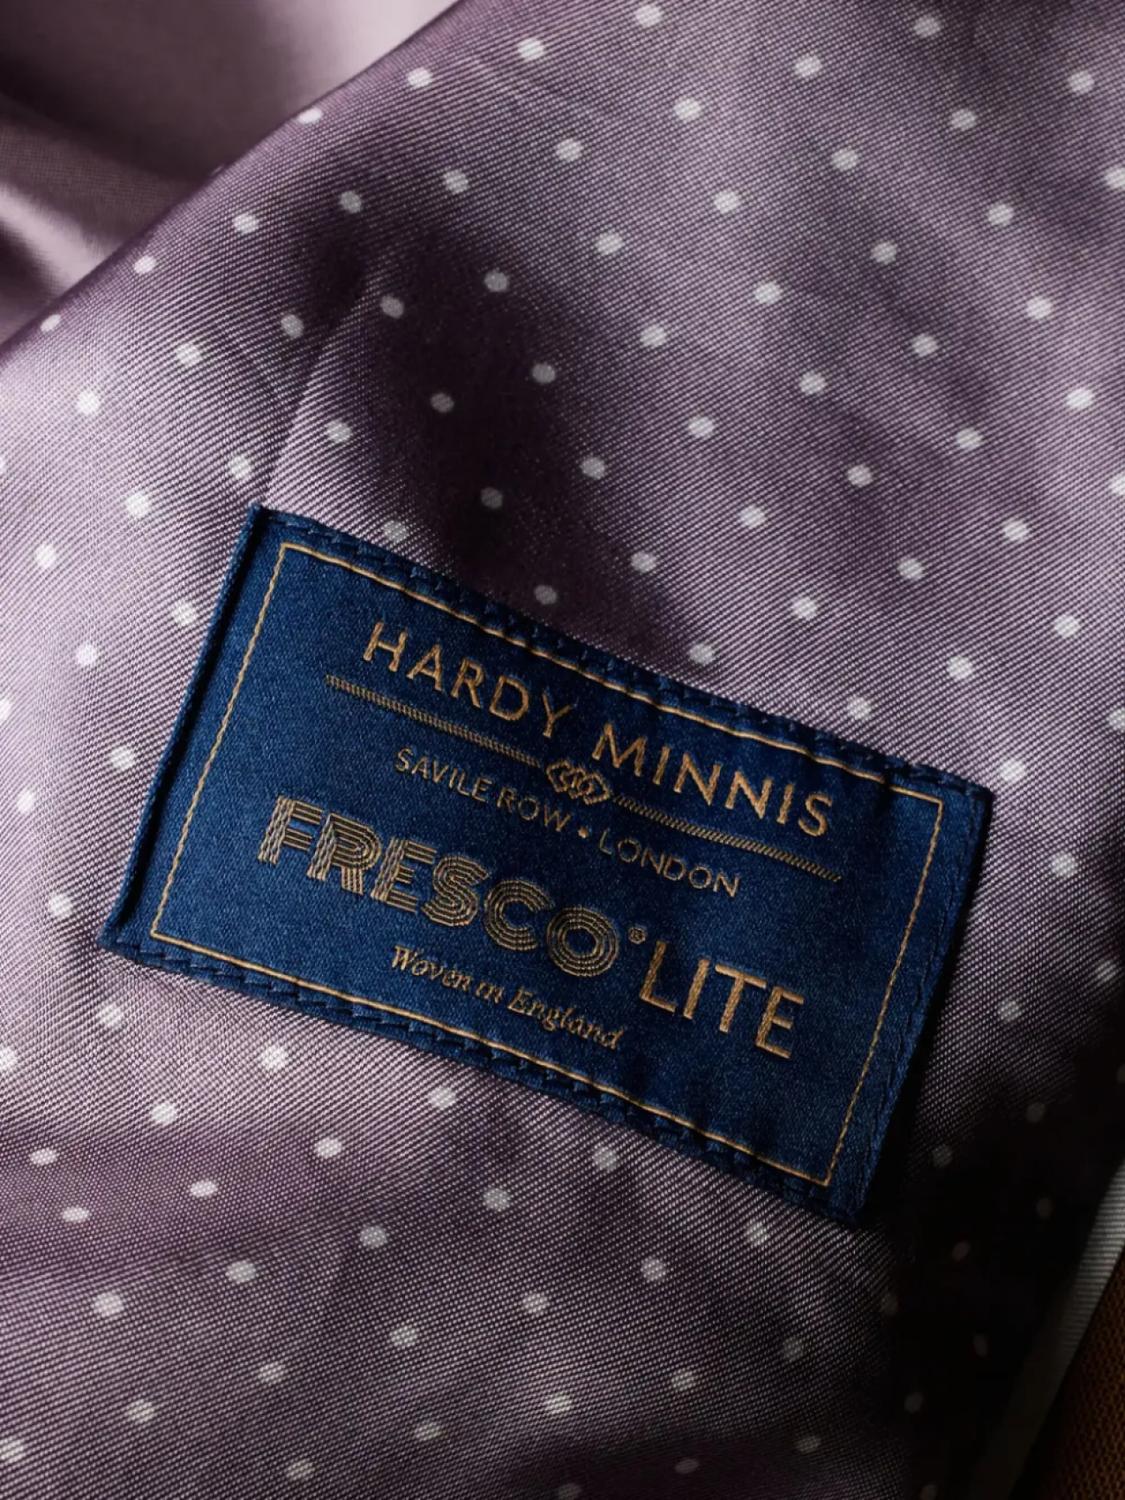 HARDY MINNIS
SAVILE ROW • LONDON
FRESCO® LITE
Woven in England